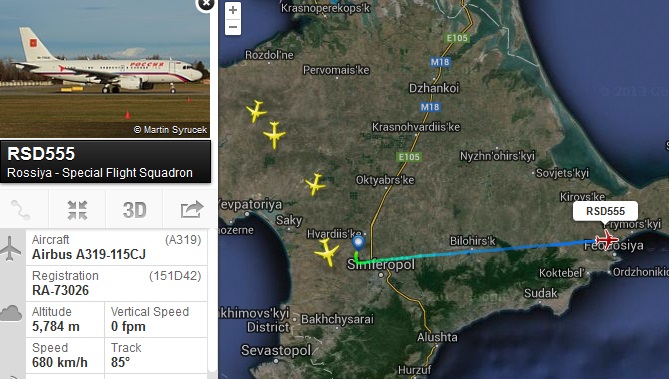 РОССИЯ
© Martin Syrucek
RSD555
Rossiya - Special Flight Squadron
3D
Aircraft (A319)
Airbus A319-115CJ
Registration (151D42)
RA-73026
Altitude
5,784 m
Vertical Speed
0 fpm
Speed
680 km/h
Track
85°
+
−
Krasnoperekops'k
E105
Rozdol'ne
M18
Pervomais'ke
Dzhankoi
M18
Krasnohvardiis'ke
E105
Nyzhn'ohirs'kyi
Sovjets'kyi
Oktyabrs'ke
Kirovs'ke
Yevpatoriya
Saky
RSD555
Hvardiis'ke
Bilohirs'k
Simferopol
Koktebel'
Ordzhonikid
Sudak
Bakhchysarai
District
Alushta
Sevastopol
Hurzuf